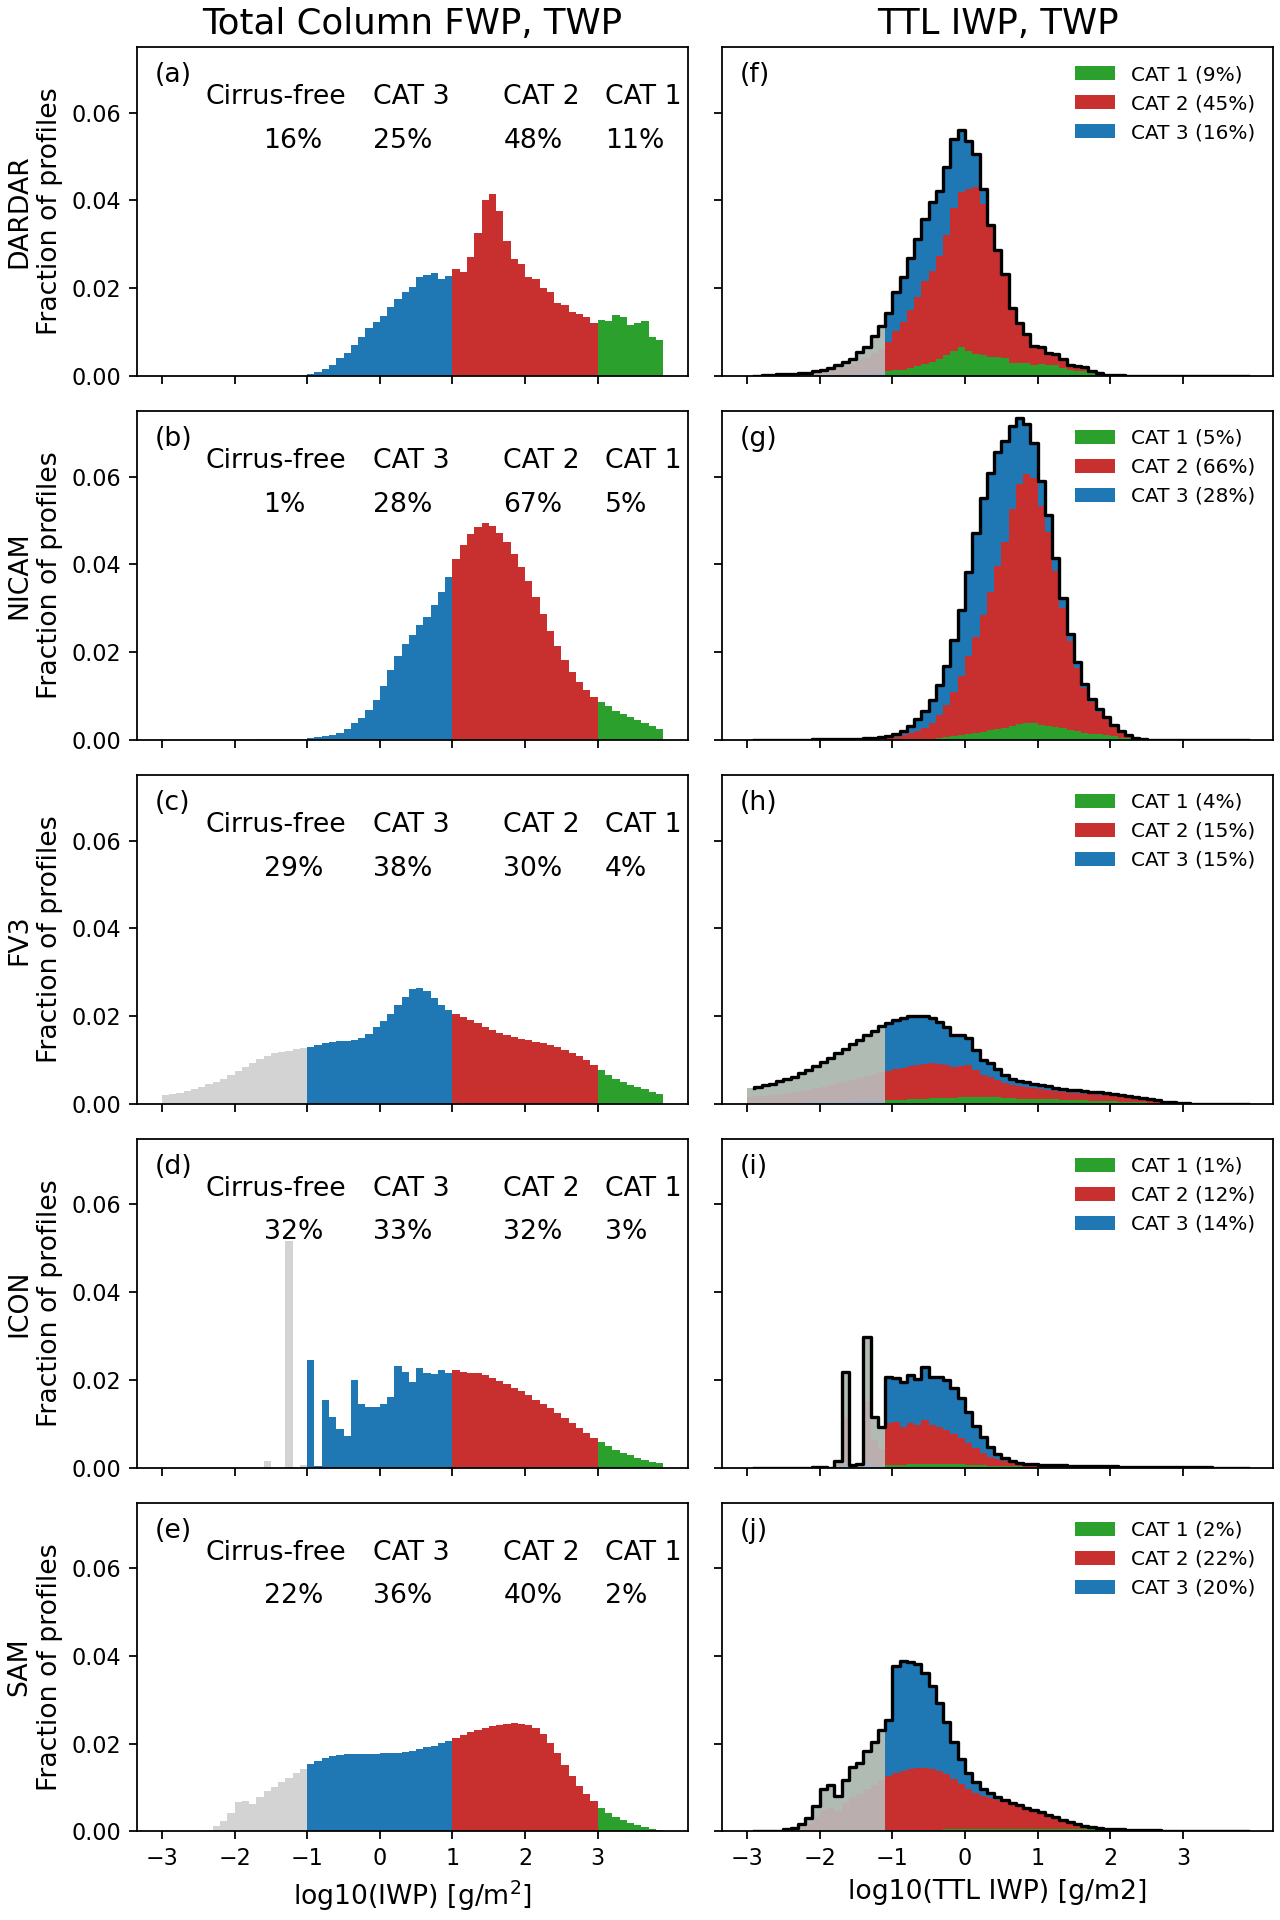 Total Column FWP, TWP
TTL IWP, TWP
DARDAR
Fraction of profiles
0.06
0.04
0.02
0.00
(a)
Cirrus-free CAT 3 CAT 2 CAT 1
16% 25% 48% 11%
(f)
CAT 1 (9%)
CAT 2 (45%)
CAT 3 (16%)
NICAM
Fraction of profiles
0.06
0.04
0.02
0.00
(b)
Cirrus-free CAT 3 CAT 2 CAT 1
1% 28% 67% 5%
(g)
CAT 1 (5%)
CAT 2 (66%)
CAT 3 (28%)
FV3
Fraction of profiles
0.06
0.04
0.02
0.00
(c)
Cirrus-free CAT 3 CAT 2 CAT 1
29% 38% 30% 4%
(h)
CAT 1 (4%)
CAT 2 (15%)
CAT 3 (15%)
ICON
Fraction of profiles
0.06
0.04
0.02
0.00
(d)
Cirrus-free CAT 3 CAT 2 CAT 1
32% 33% 32% 3%
(i)
CAT 1 (1%)
CAT 2 (12%)
CAT 3 (14%)
SAM
Fraction of profiles
0.06
0.04
0.02
0.00
(e)
Cirrus-free CAT 3 CAT 2 CAT 1
22% 36% 40% 2%
(j)
CAT 1 (2%)
CAT 2 (22%)
CAT 3 (20%)
−3 −2 −1 0 1 2 3
log10(IWP) [g/m²]
−3 −2 −1 0 1 2 3
log10(TTL IWP) [g/m2]